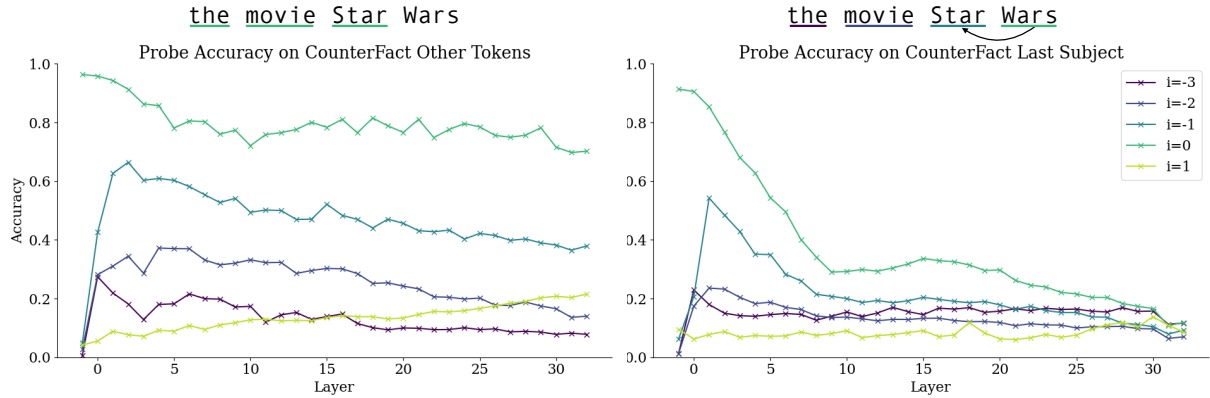 the movie Star Wars
Probe Accuracy on CounterFact Other Tokens
1.0
0.8
0.6
0.4
0.2
0.0
Accuracy
0 5 10 15 20 25 30
Layer
the movie Star Wars
Probe Accuracy on CounterFact Last Subject
1.0
0.8
0.6
0.4
0.2
0.0
i=-3
i=-2
i=-1
i=0
i=1
0 5 10 15 20 25 30
Layer